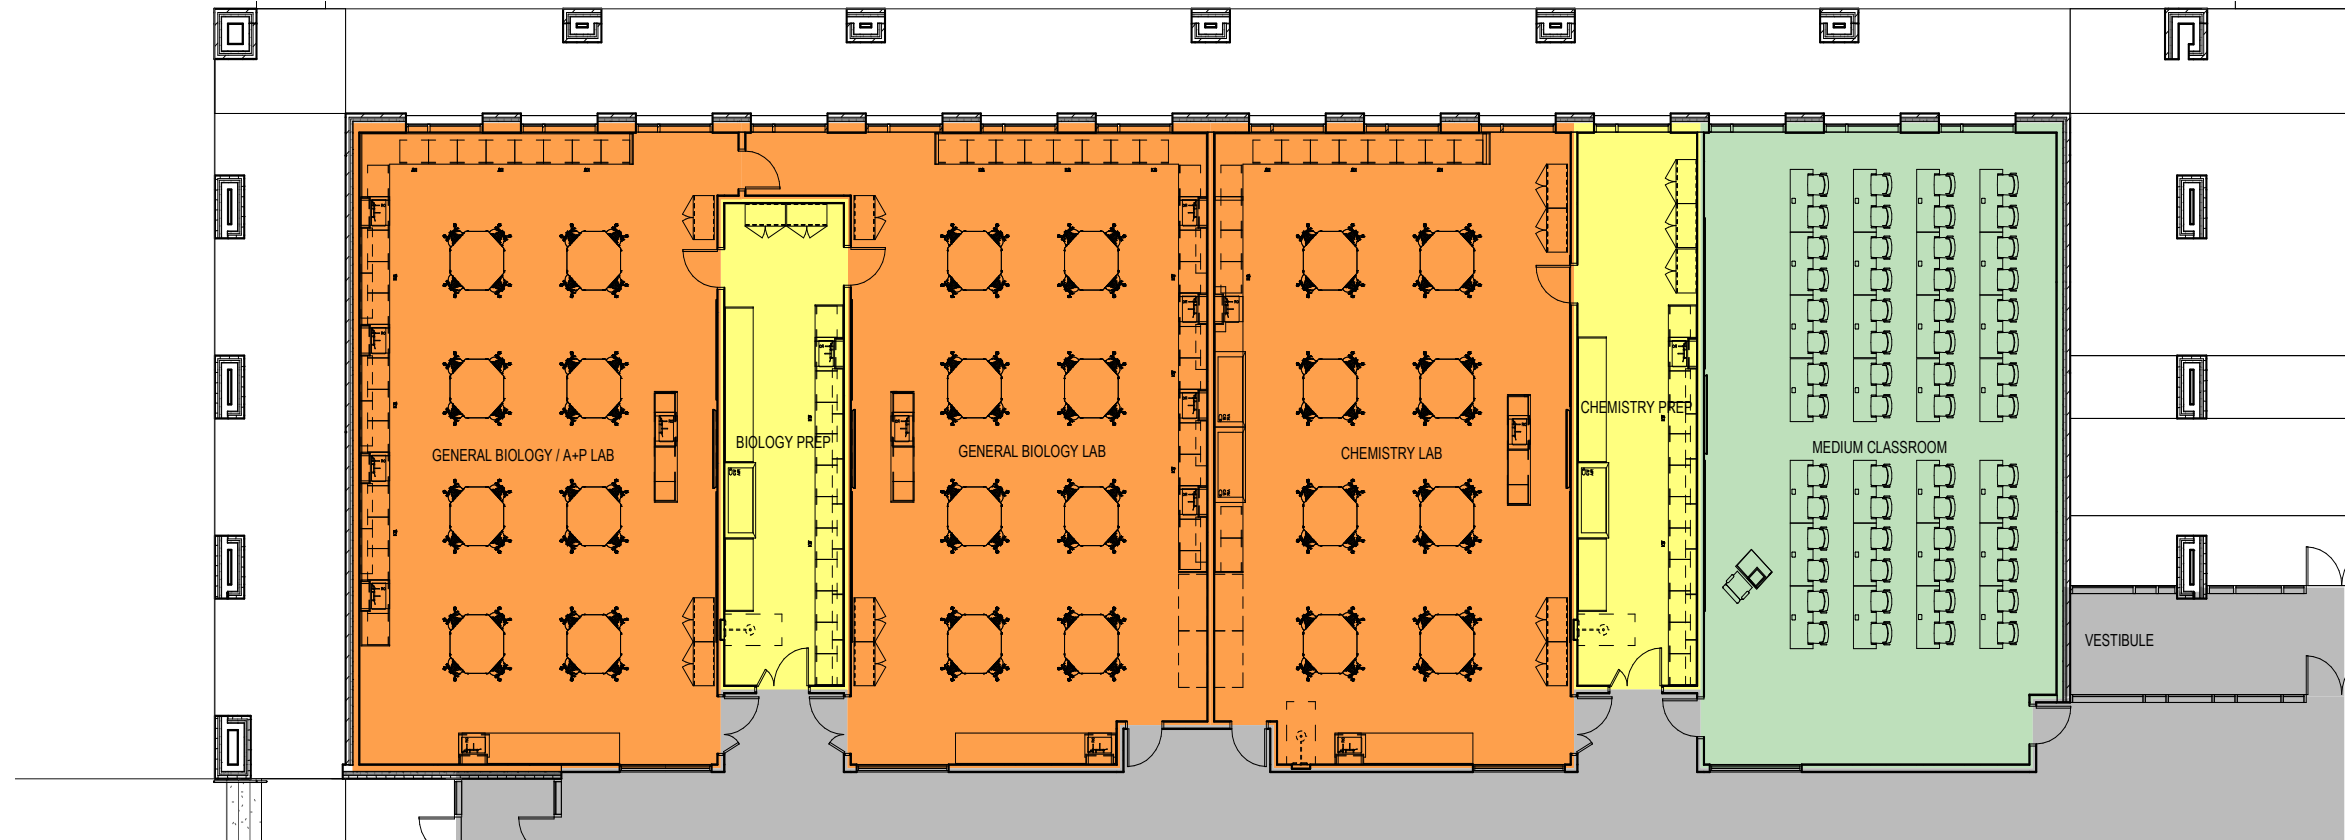 GENERAL BIOLOGY / A+P LAB
BIOLOGY PREP
GENERAL BIOLOGY LAB
CHEMISTRY LAB
CHEMISTRY PREP
MEDIUM CLASSROOM
VESTIBULE